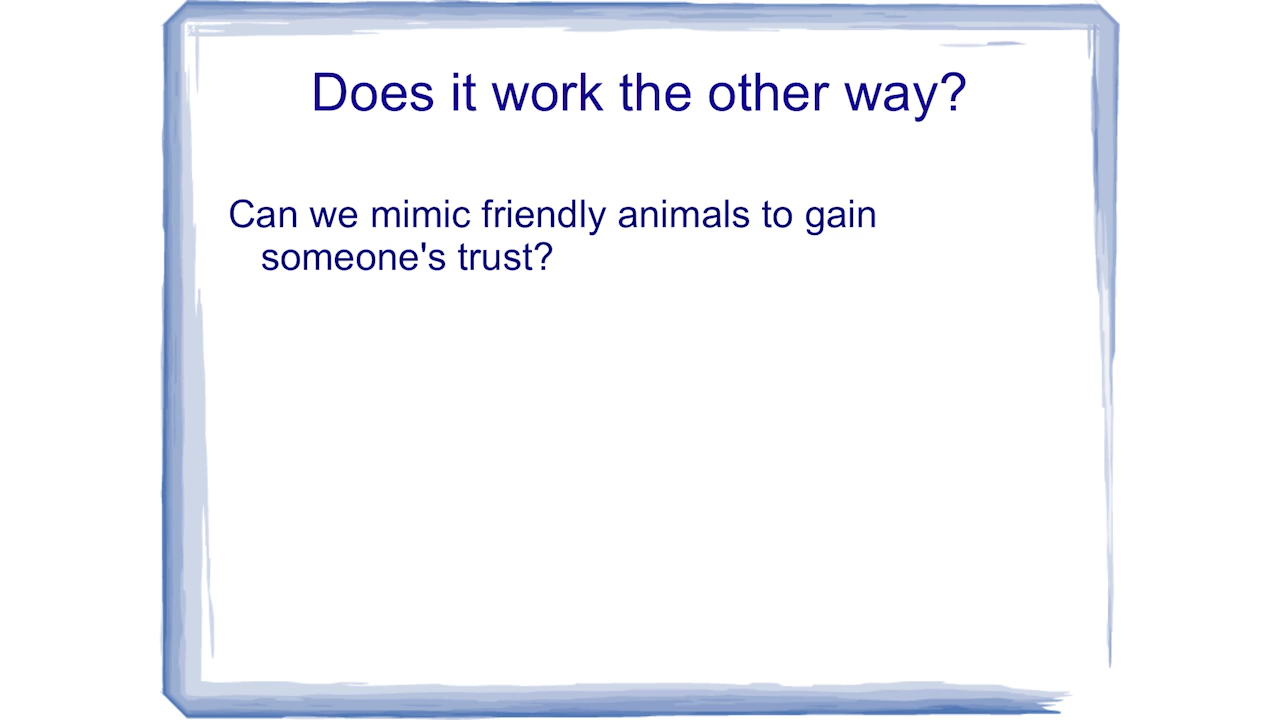 Does it work the other way?
Can we mimic friendly animals to gain
someone's trust?